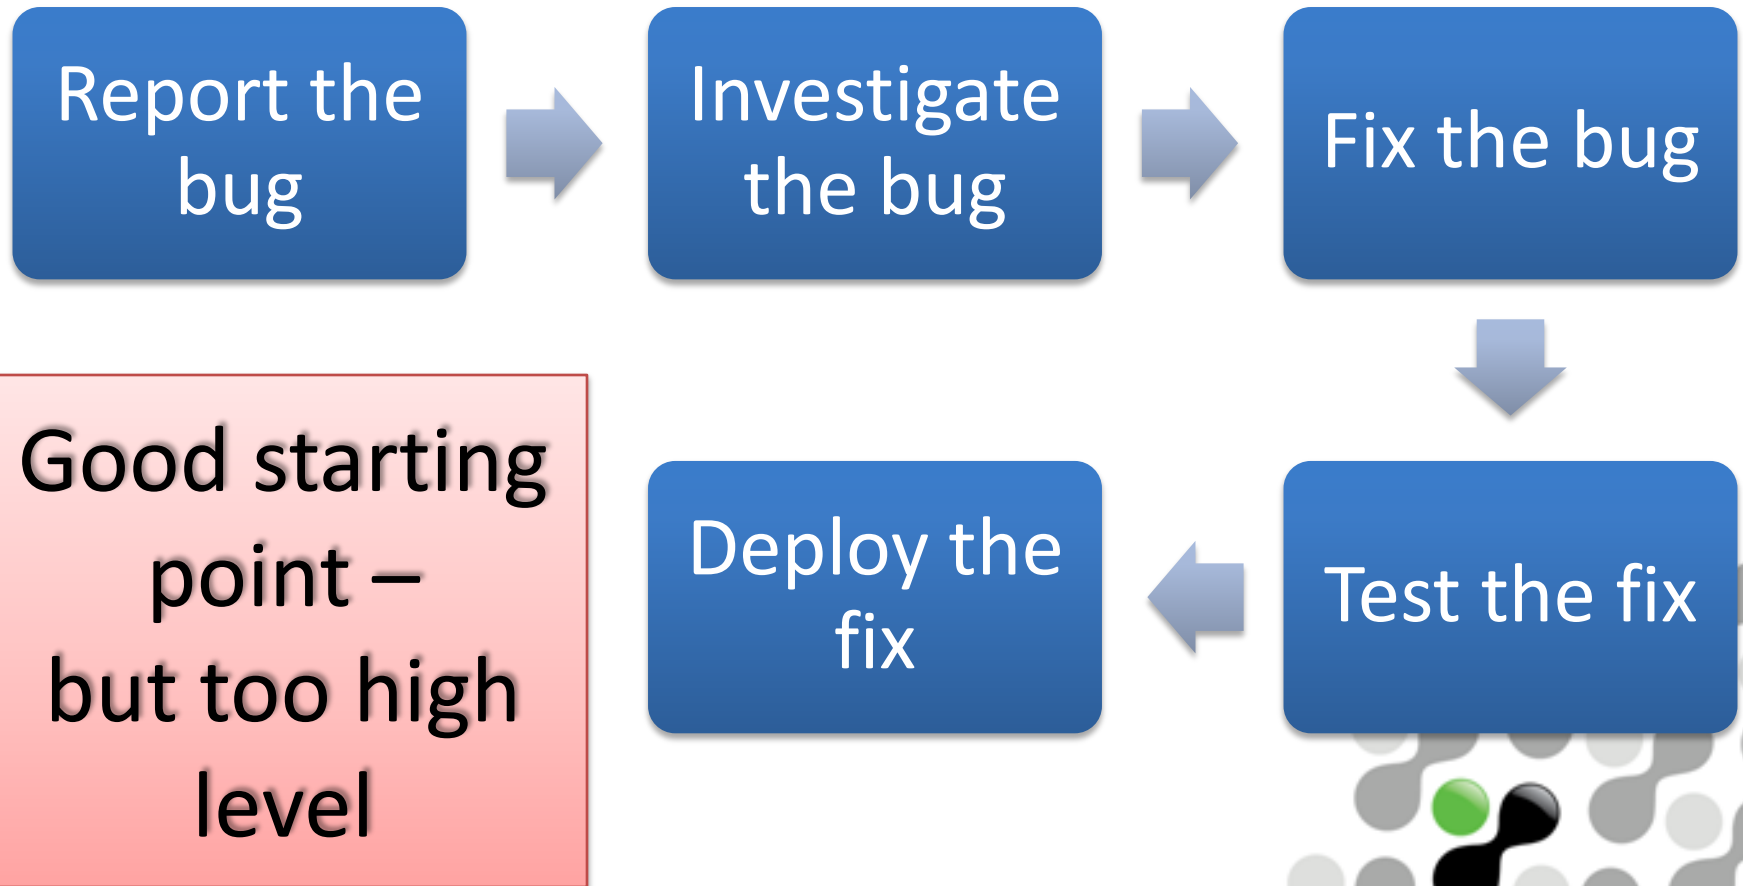 Report the
bug
Investigate
the bug
Fix the bug
Test the fix
Deploy the
fix
Good starting
point –
but too high
level